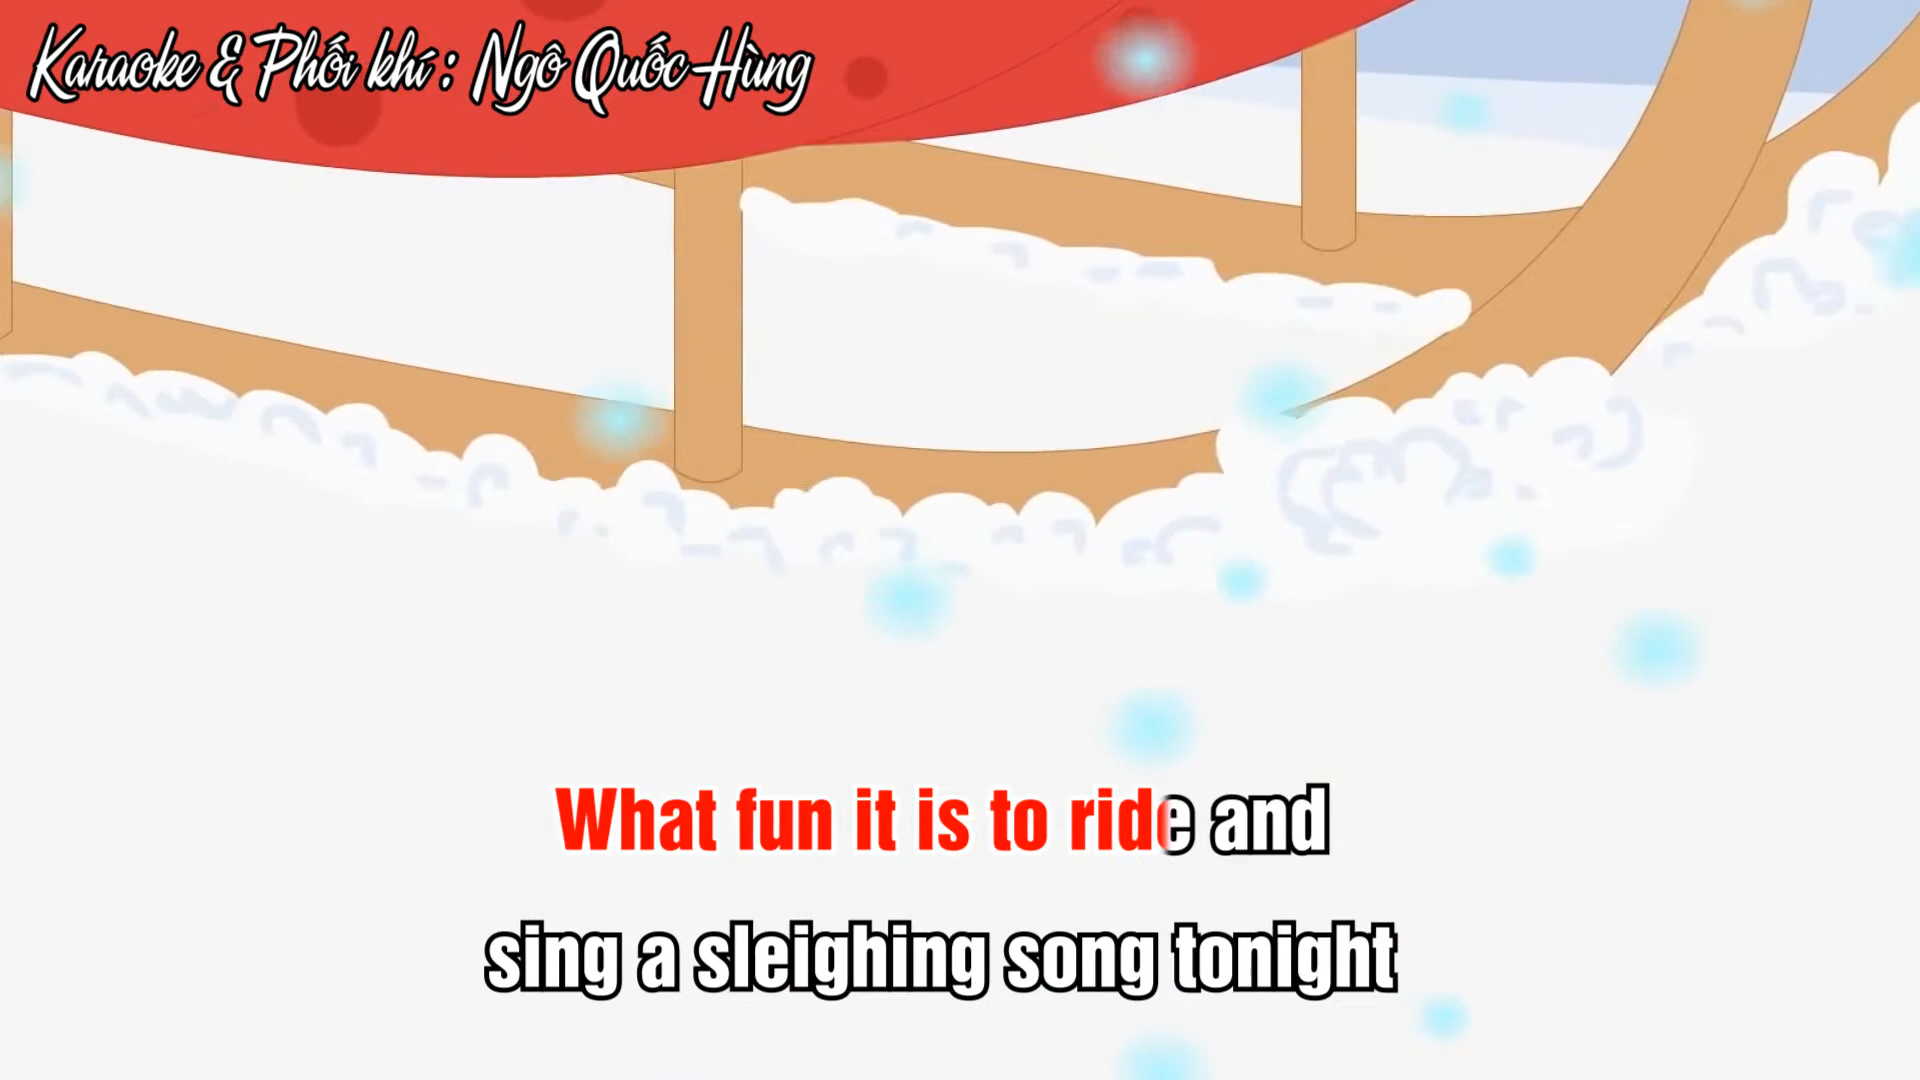 Karaoke & Phối khí : Ngô Quốc Hùng
What fun it is to ride and
sing a sleighing song tonight